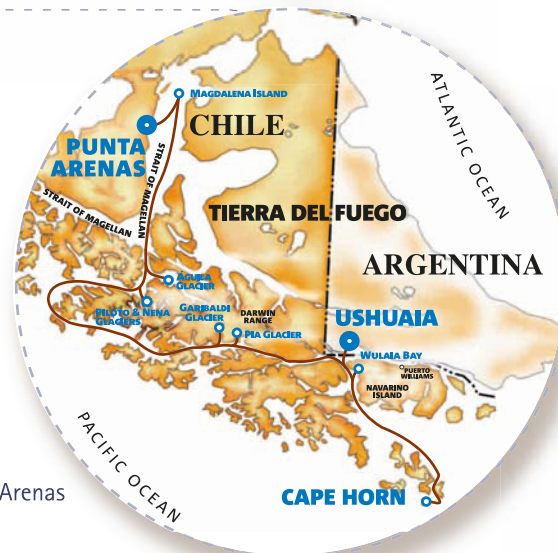 MAGDALENA ISLAND
CHILE
PUNTA
ARENAS
STRAIT OF MAGELLAN
STRAIT OF MAGELLAN
ATLANTIC OCEAN
TIERRA DEL FUEGO
ARGENTINA
AGUILA
GLACIER
PILOTO & NENA
GLACIERS
GARIBALDI
GLACIER
DARWIN
RANGE
PIA GLACIER
USHUAIA
WULAIA BAY
PUERTO
WILLIAMS
NAVARINO
ISLAND
PACIFIC OCEAN
Arenas
CAPE HORN